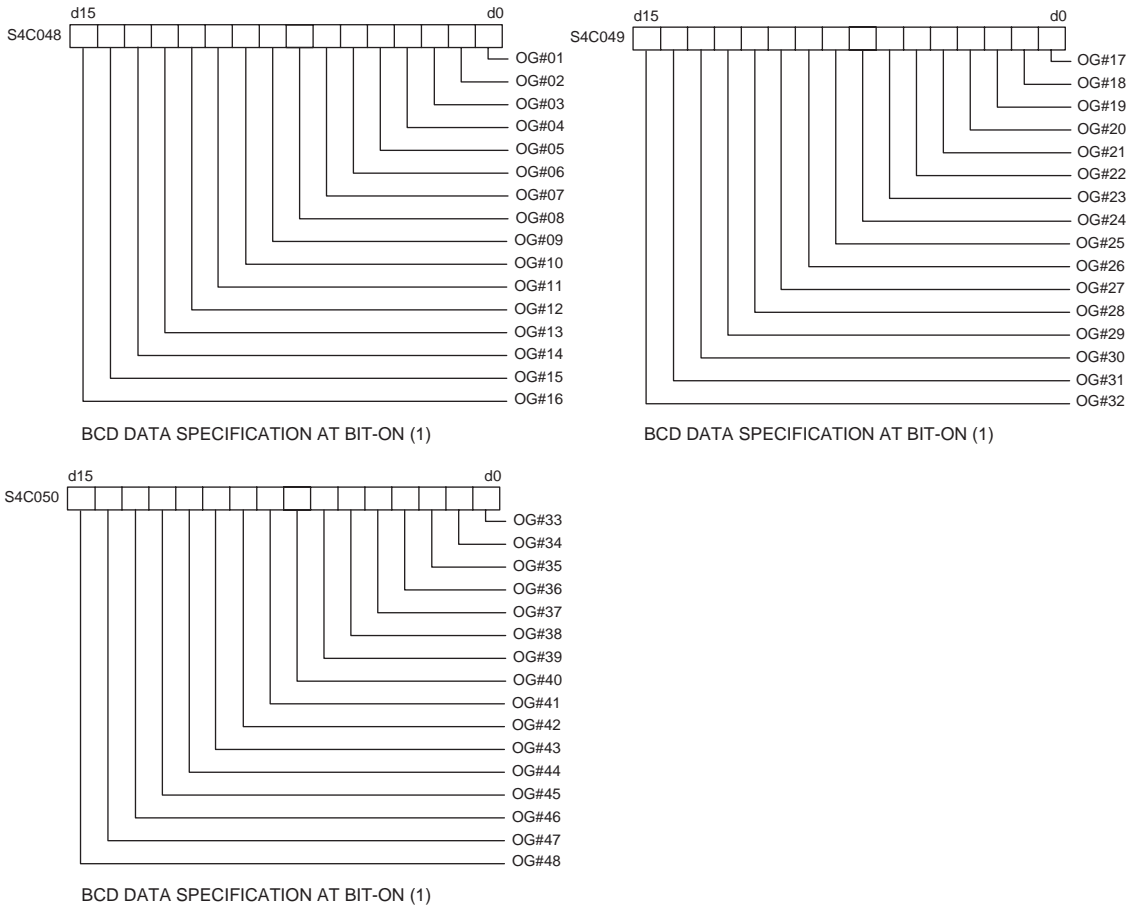 d15 d0
S4C048
OG#01
OG#02
OG#03
OG#04
OG#05
OG#06
OG#07
OG#08
OG#09
OG#10
OG#11
OG#12
OG#13
OG#14
OG#15
OG#16
BCD DATA SPECIFICATION AT BIT-ON (1)
d15 d0
S4C049
OG#17
OG#18
OG#19
OG#20
OG#21
OG#22
OG#23
OG#24
OG#25
OG#26
OG#27
OG#28
OG#29
OG#30
OG#31
OG#32
BCD DATA SPECIFICATION AT BIT-ON (1)
d15 d0
S4C050
OG#33
OG#34
OG#35
OG#36
OG#37
OG#38
OG#39
OG#40
OG#41
OG#42
OG#43
OG#44
OG#45
OG#46
OG#47
OG#48
BCD DATA SPECIFICATION AT BIT-ON (1)